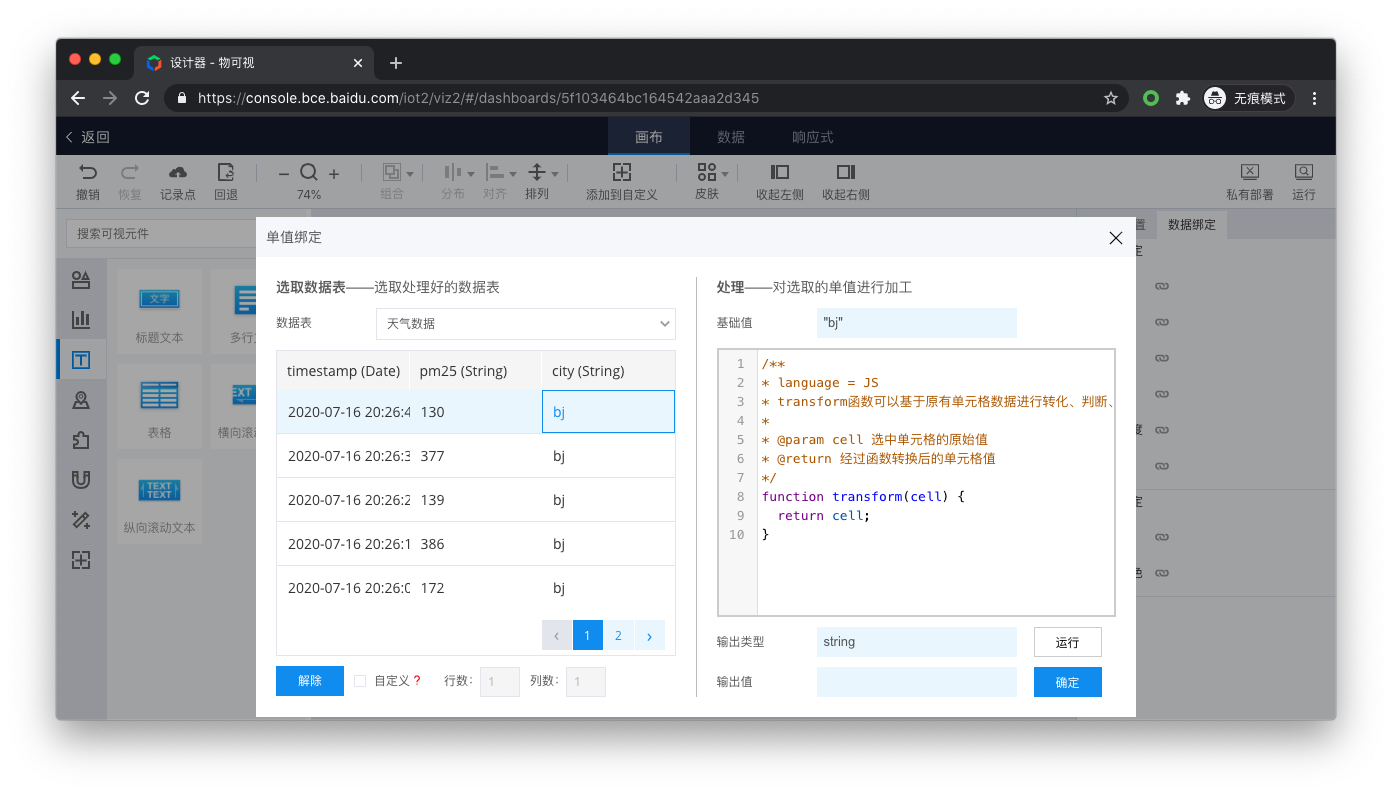 设计器 - 物可视
https://console.bce.baidu.com/iot2/viz2/#/dashboards/5f103464bc164542aaa2d345
无痕模式
返回
画布 数据 响应式
撤销 恢复 记录点 回退 74% 组合 分布 对齐 排列 添加到自定义 皮肤 收起左侧 收起右侧 私有部署 运行
搜索可视元件
置 数据绑定
定
文字
标题文本
多行文
表格
EXT
横向滚动
TEXT
TEXT
纵向滚动文本
度
定
色
单值绑定
选取数据表——选取处理好的数据表
数据表 天气数据
timestamp (Date) pm25 (String) city (String)
2020-07-16 20:26:4 130 bj
2020-07-16 20:26:3 377 bj
2020-07-16 20:26:2 139 bj
2020-07-16 20:26:1 386 bj
2020-07-16 20:26:0 172 bj
‹ 1 2 ›
解除 自定义 ? 行数: 1 列数: 1
处理——对选取的单值进行加工
基础值 "bj"
1 /**
2 * language = JS
3 * transform函数可以基于原有单元格数据进行转化、判断、
4 *
5 * @param cell 选中单元格的原始值
6 * @return 经过函数转换后的单元格值
7 */
8 function transform(cell) {
9 return cell;
10 }
输出类型 string 运行
输出值 确定